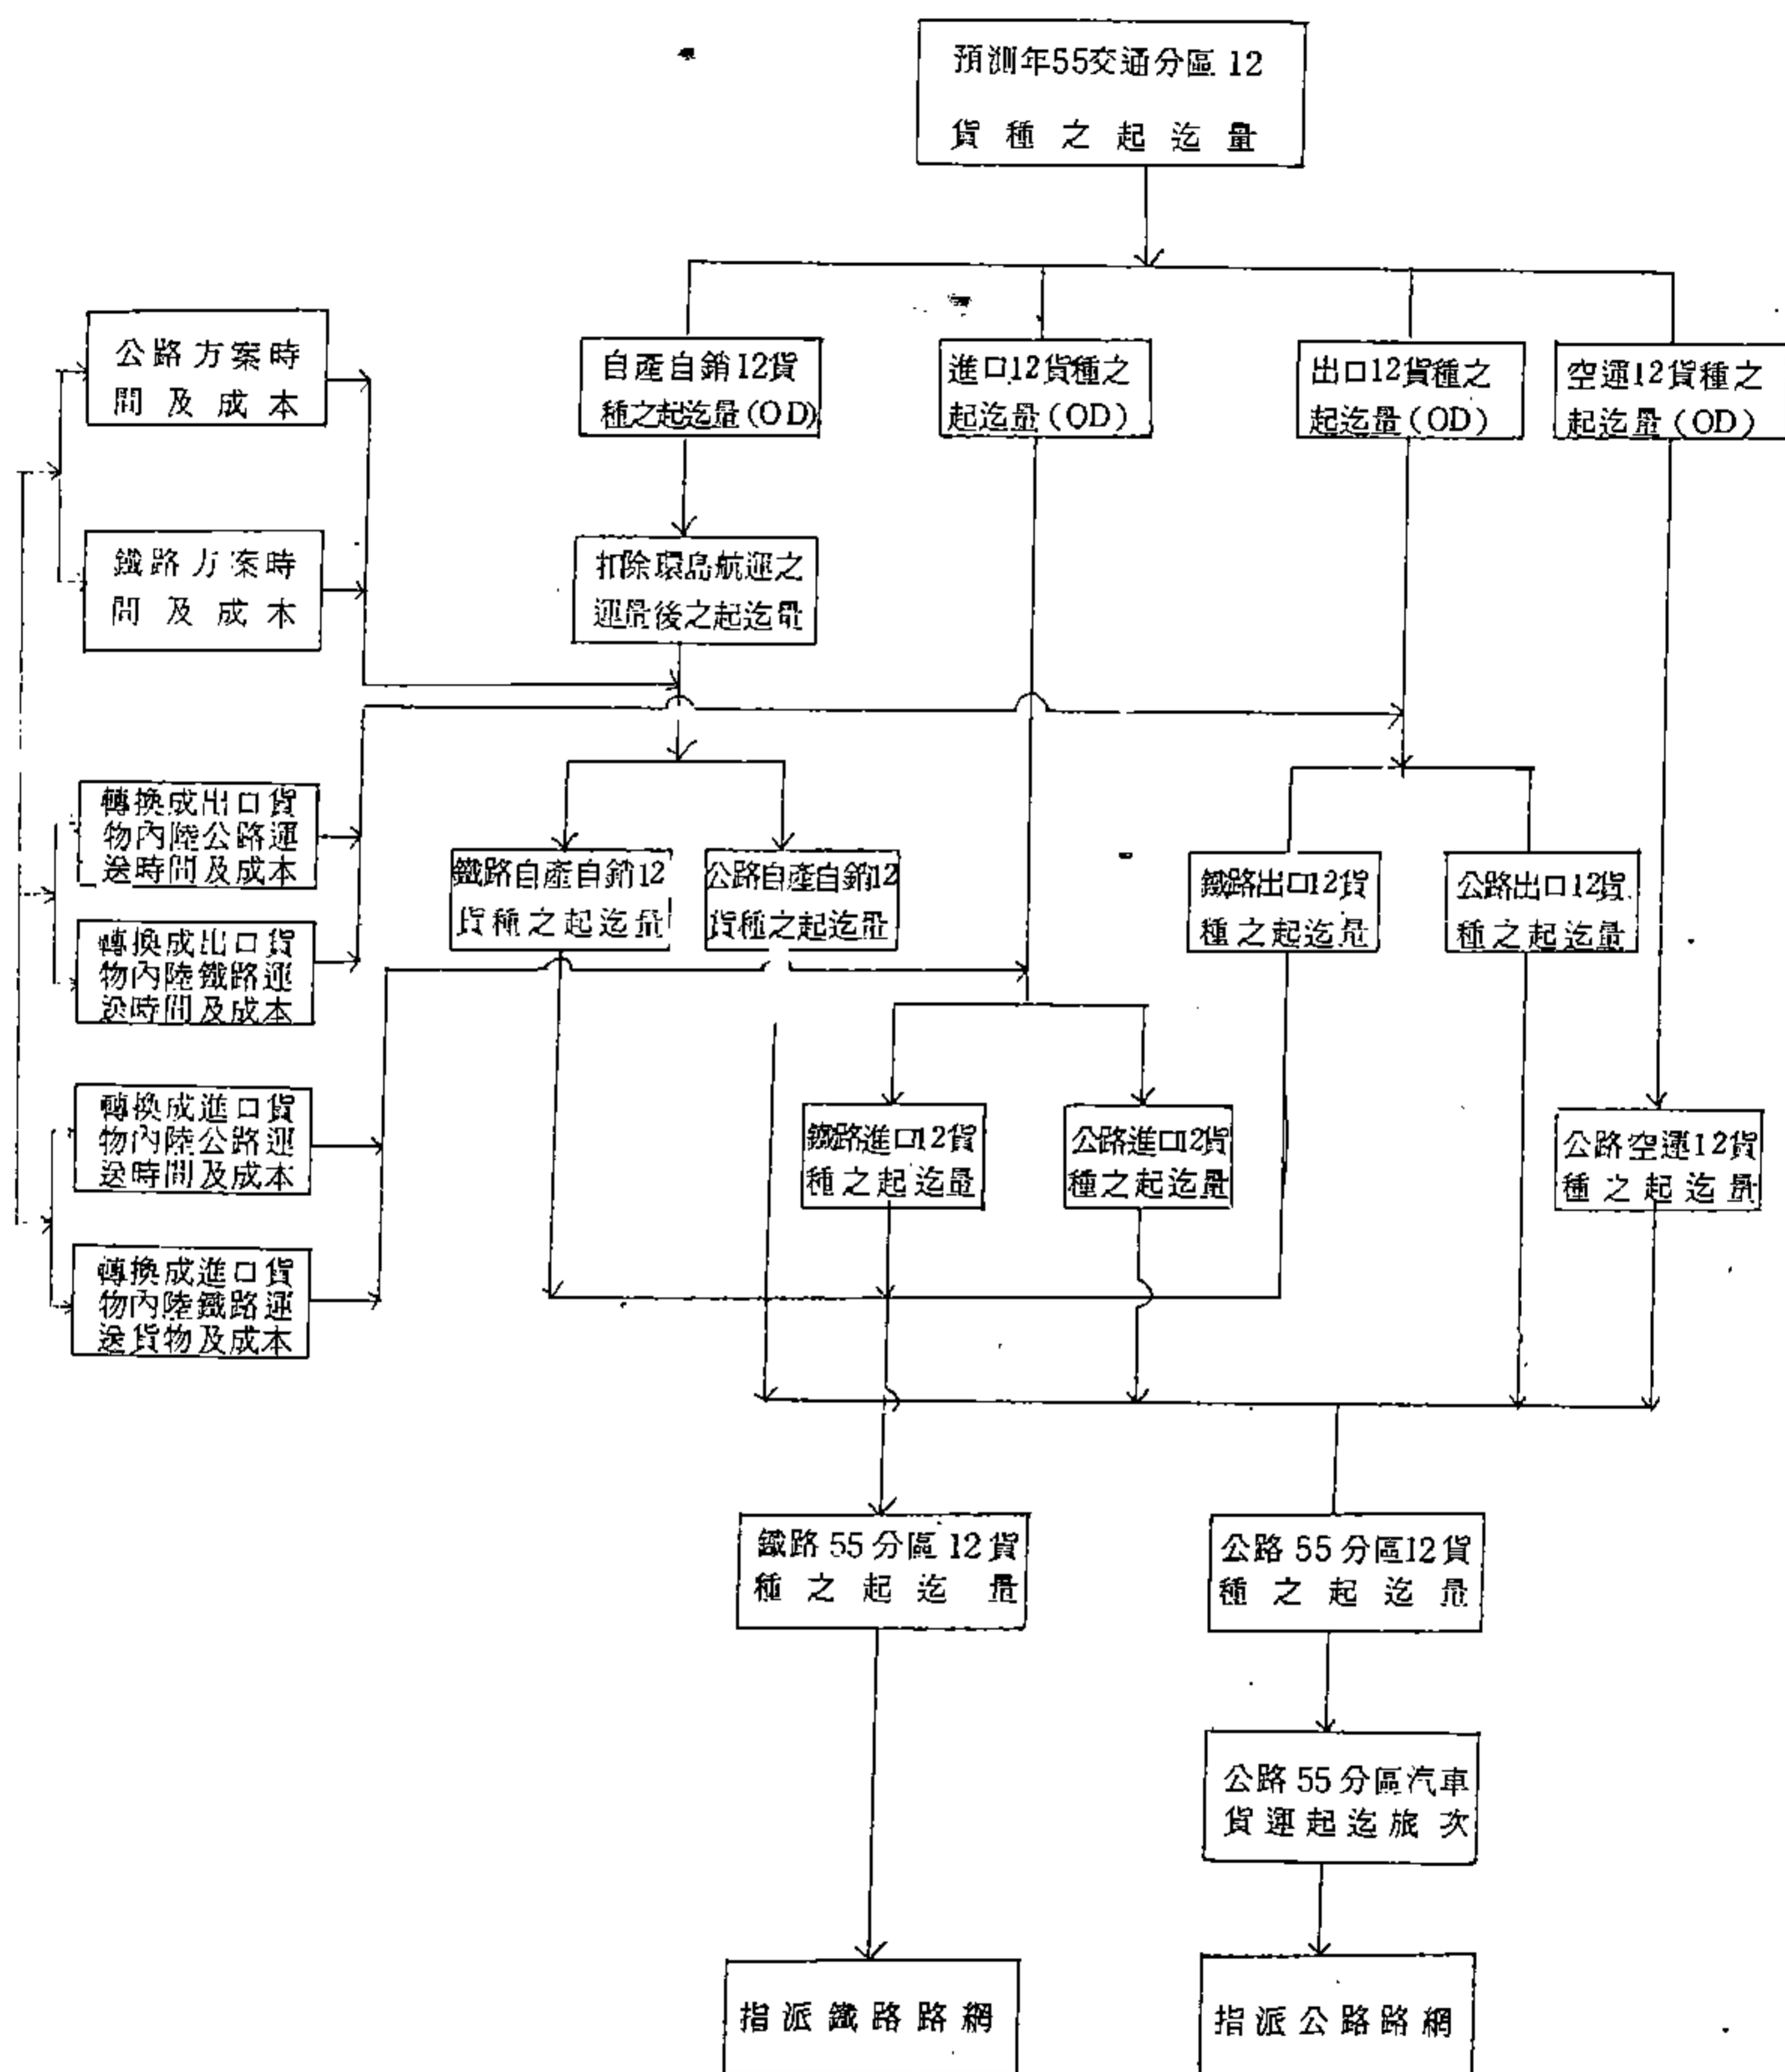 預測年55交通分區12
貨種之起迄量
自產自銷12貨
種之起迄量(OD)
進口12貨種之
起迄量(OD)
出口12貨種之
起迄量(OD)
空運12貨種之
起迄量(OD)
公路方案時
間及成本
鐵路方案時
間及成本
扣除環島航運之
運量後之起迄量
轉換成出口貨
物內陸公路運
送時間及成本
轉換成出口貨
物內陸鐵路運
送時間及成本
鐵路自產自銷12
貨種之起迄量
公路自產自銷12
貨種之起迄量
鐵路出口12貨
種之起迄量
公路出口12貨
種之起迄量
轉換成進口貨
物內陸公路運
送時間及成本
轉換成進口貨
物內陸鐵路運
送貨物及成本
鐵路進口12貨
種之起迄量
公路進口12貨
種之起迄量
公路空運12貨
種之起迄量
鐵路55分區12貨
種之起迄量
公路55分區12貨
種之起迄量
公路55分區汽車
貨運起迄旅次
指派鐵路路網
指派公路路網